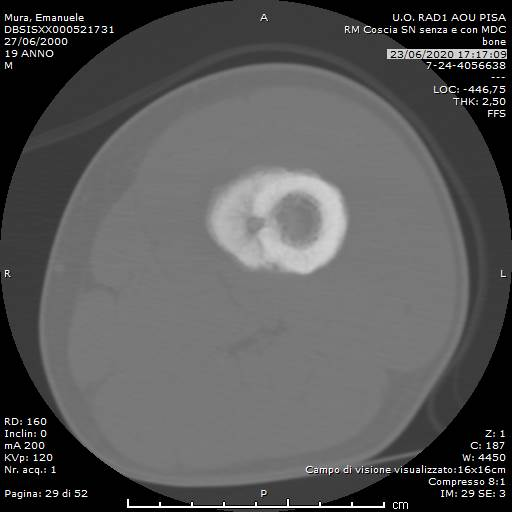 Mura, Emanuele
DBSISXX000521731
27/06/2000
19 ANNO
M
A
U.O. RAD1 AOU PISA
RM Coscia SN senza e con MDC
bone
23/06/2020 17:17:09
7-24-4056638
---
LOC: -446,75
THK: 2,50
FFS
R
L
RD: 160
Inclin: 0
mA 200
KVp: 120
Nr. acq.: 1
Pagina: 29 di 52
P
Z: 1
C: 187
W: 4450
Campo di visione visualizzato:16x16cm
Compresso 8:1
IM: 29 SE: 3
cm